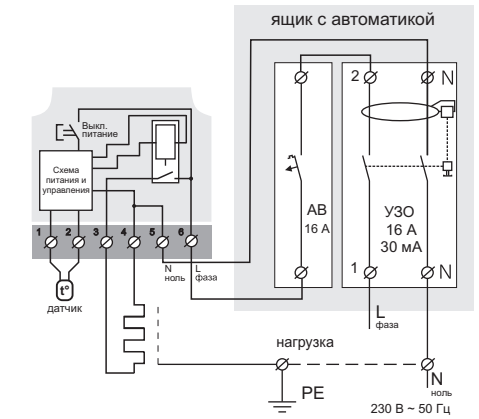 ящик с автоматикой
2
N
Выкл.
питание
Схема
питания и
управления
АВ
16 А
УЗО
16 А
30 мА
1
2
3
4
5
6
1
N
N
ноль
L
фаза
t°
датчик
L
фаза
нагрузка
PE
N
ноль
230 В ~ 50 Гц